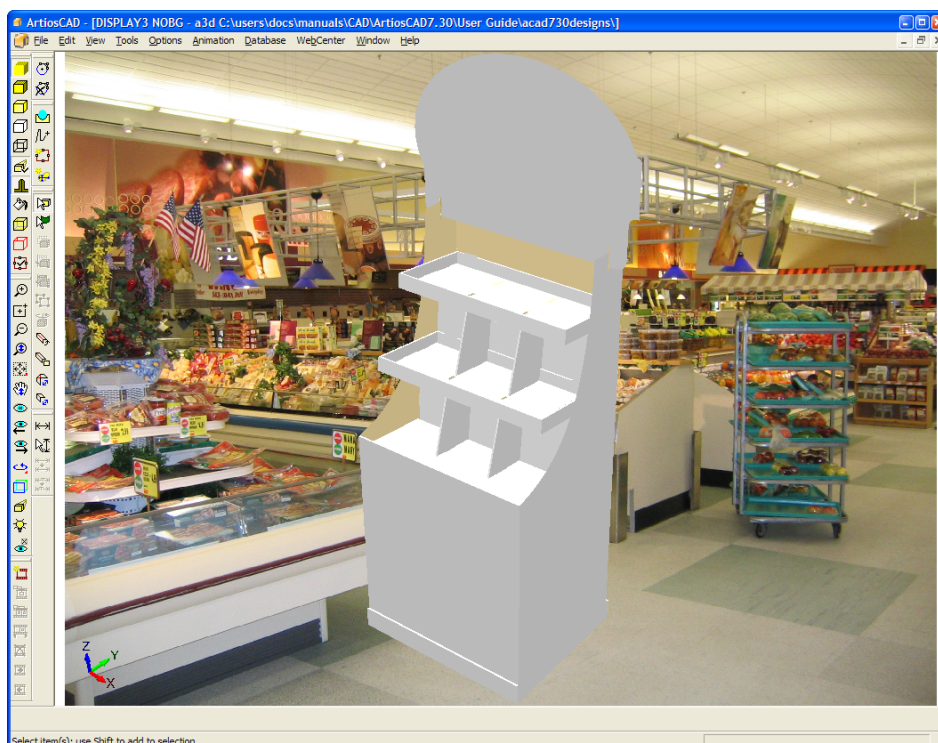 ArtiosCAD - [DISPLAY3 NOBG - a3d C:\users\docs\manuals\CAD\ArtiosCAD7.30\User Guide\acad730designs\]
File Edit View Tools Options Animation Database WebCenter Window Help
Z
Y
X
Select item(s); use Shift to add to selection